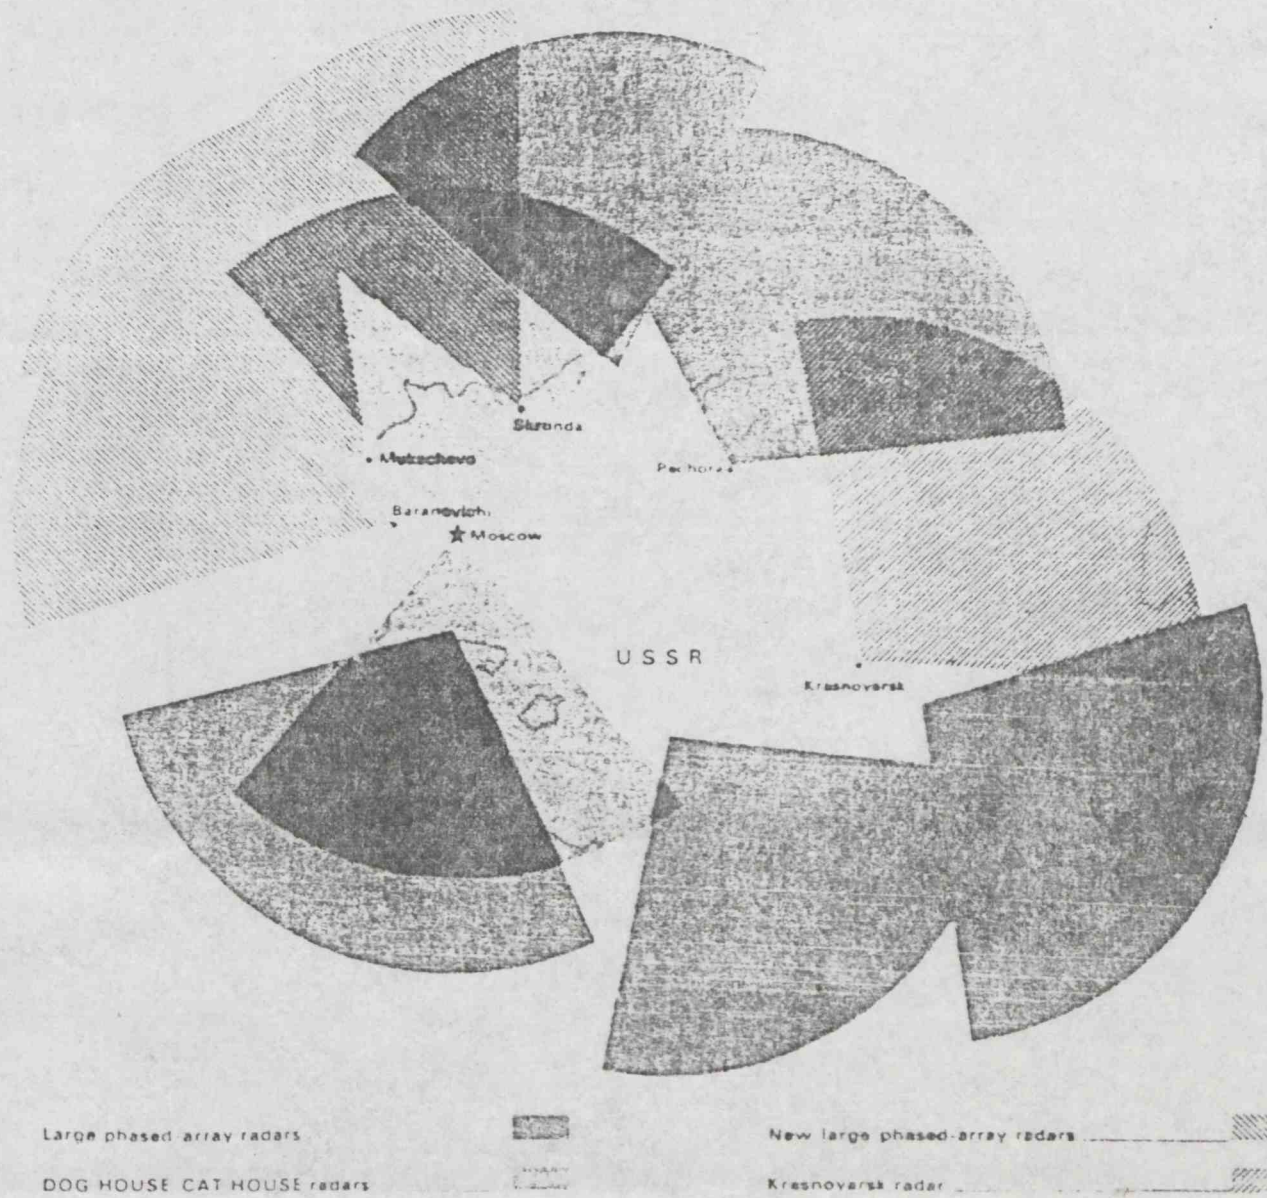 Skrunda
Mukachevo
Pechora
Baranovichi
Moscow
USSR
Krasnoyarsk
Large phased-array radars
New large phased-array radars
DOG HOUSE CAT HOUSE radars
Krasnoyarsk radar